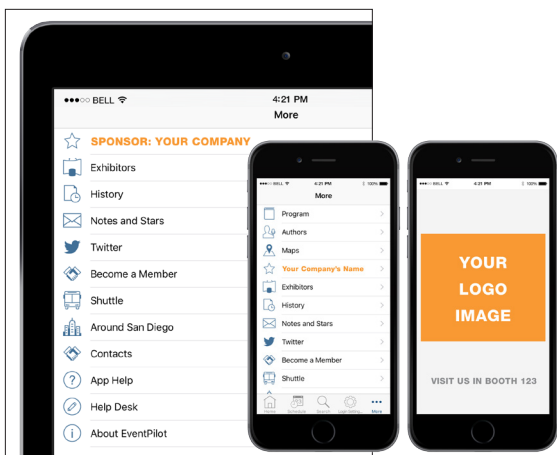 ●●●○○ BELL 4:21 PM
More
SPONSOR: YOUR COMPANY
Exhibitors
History
Notes and Stars
Twitter
Become a Member
Shuttle
Around San Diego
Contacts
App Help
Help Desk
About EventPilot
BELL 4:21 PM 100%
More
Program
Authors
Maps
Your Company's Name
Exhibitors
History
Notes and Stars
Twitter
Become a Member
Shuttle
Home Schedule Search More
BELL 4:21 PM 100%
YOUR
LOGO
IMAGE
VISIT US IN BOOTH 123